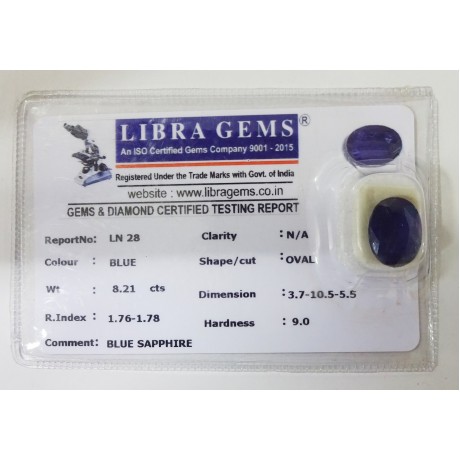 LIBRA GEMS ®
An ISO Certified Gems Company 9001 - 2015
Registered Under the Trade Marks with Govt. of India
website : www.libragems.co.in
GEMS & DIAMOND CERTIFIED TESTING REPORT
ReportNo: LN 28 Clarity : N/A
Colour : BLUE Shape/cut : OVAL
Wt : 8.21 cts Dimension : 3.7-10.5-5.5
R.Index : 1.76-1.78 Hardness : 9.0
Comment: BLUE SAPPHIRE